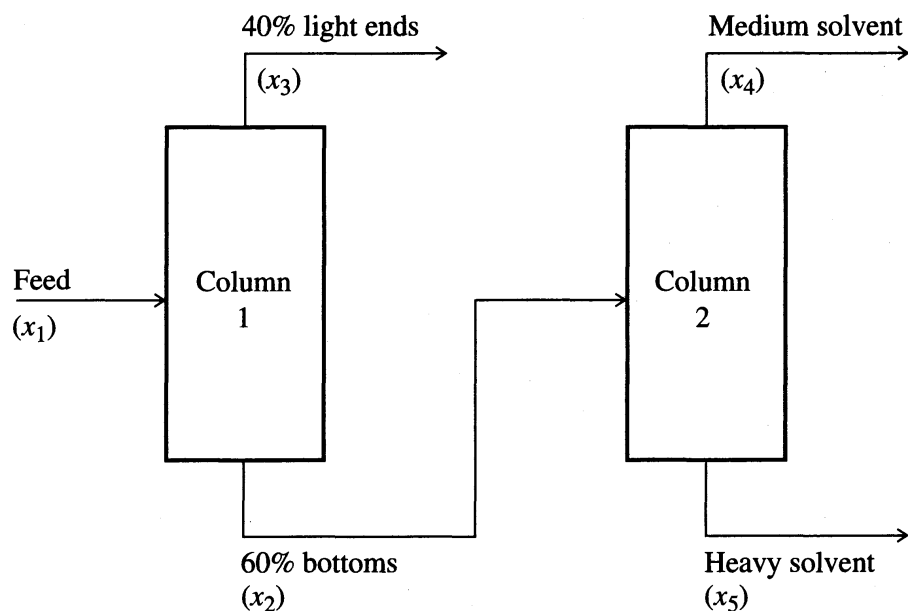 40% light ends
(x3)
Medium solvent
(x4)
Feed
(x1)
Column
1
Column
2
60% bottoms
(x2)
Heavy solvent
(x5)